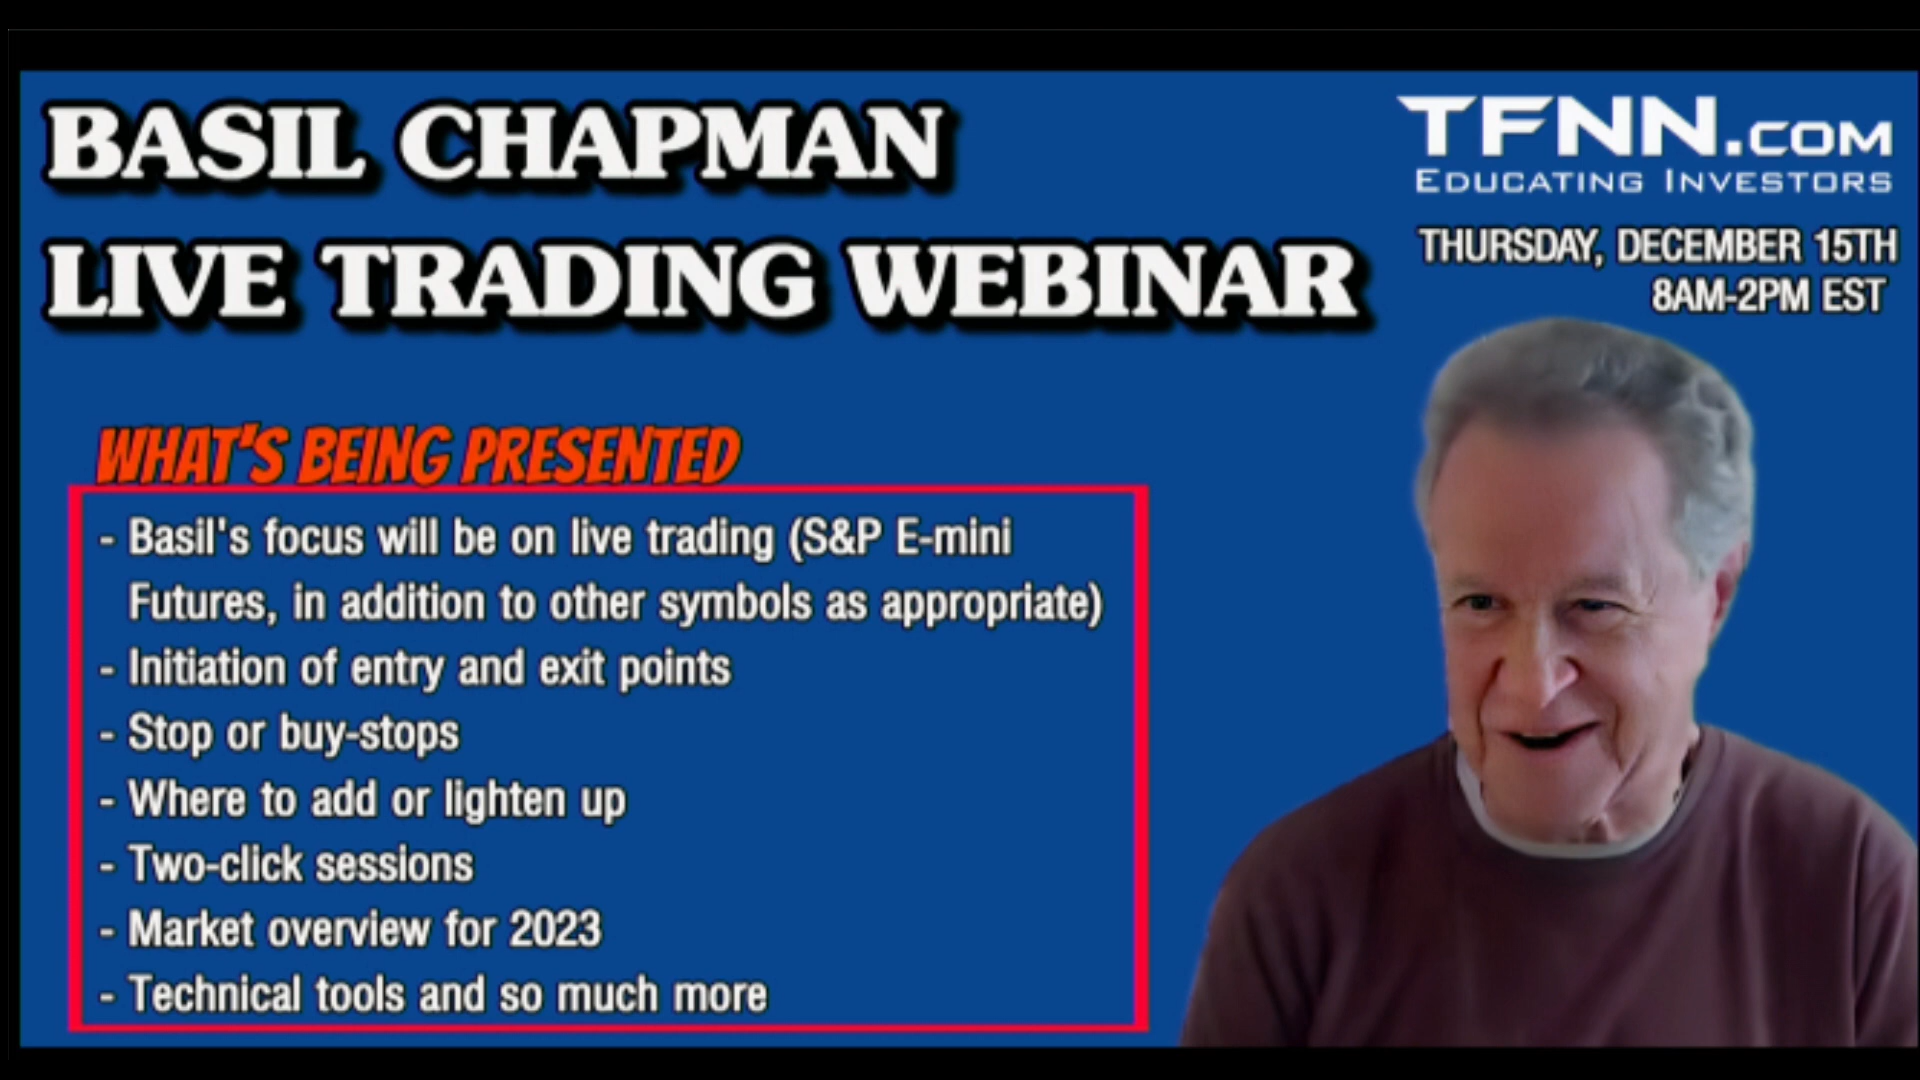 BASIL CHAPMAN
LIVE TRADING WEBINAR
TFNN.COM
EDUCATING INVESTORS
THURSDAY, DECEMBER 15TH
8AM-2PM EST
WHAT'S BEING PRESENTED
- Basil's focus will be on live trading (S&P E-mini
Futures, in addition to other symbols as appropriate)
- Initiation of entry and exit points
- Stop or buy-stops
- Where to add or lighten up
- Two-click sessions
- Market overview for 2023
- Technical tools and so much more